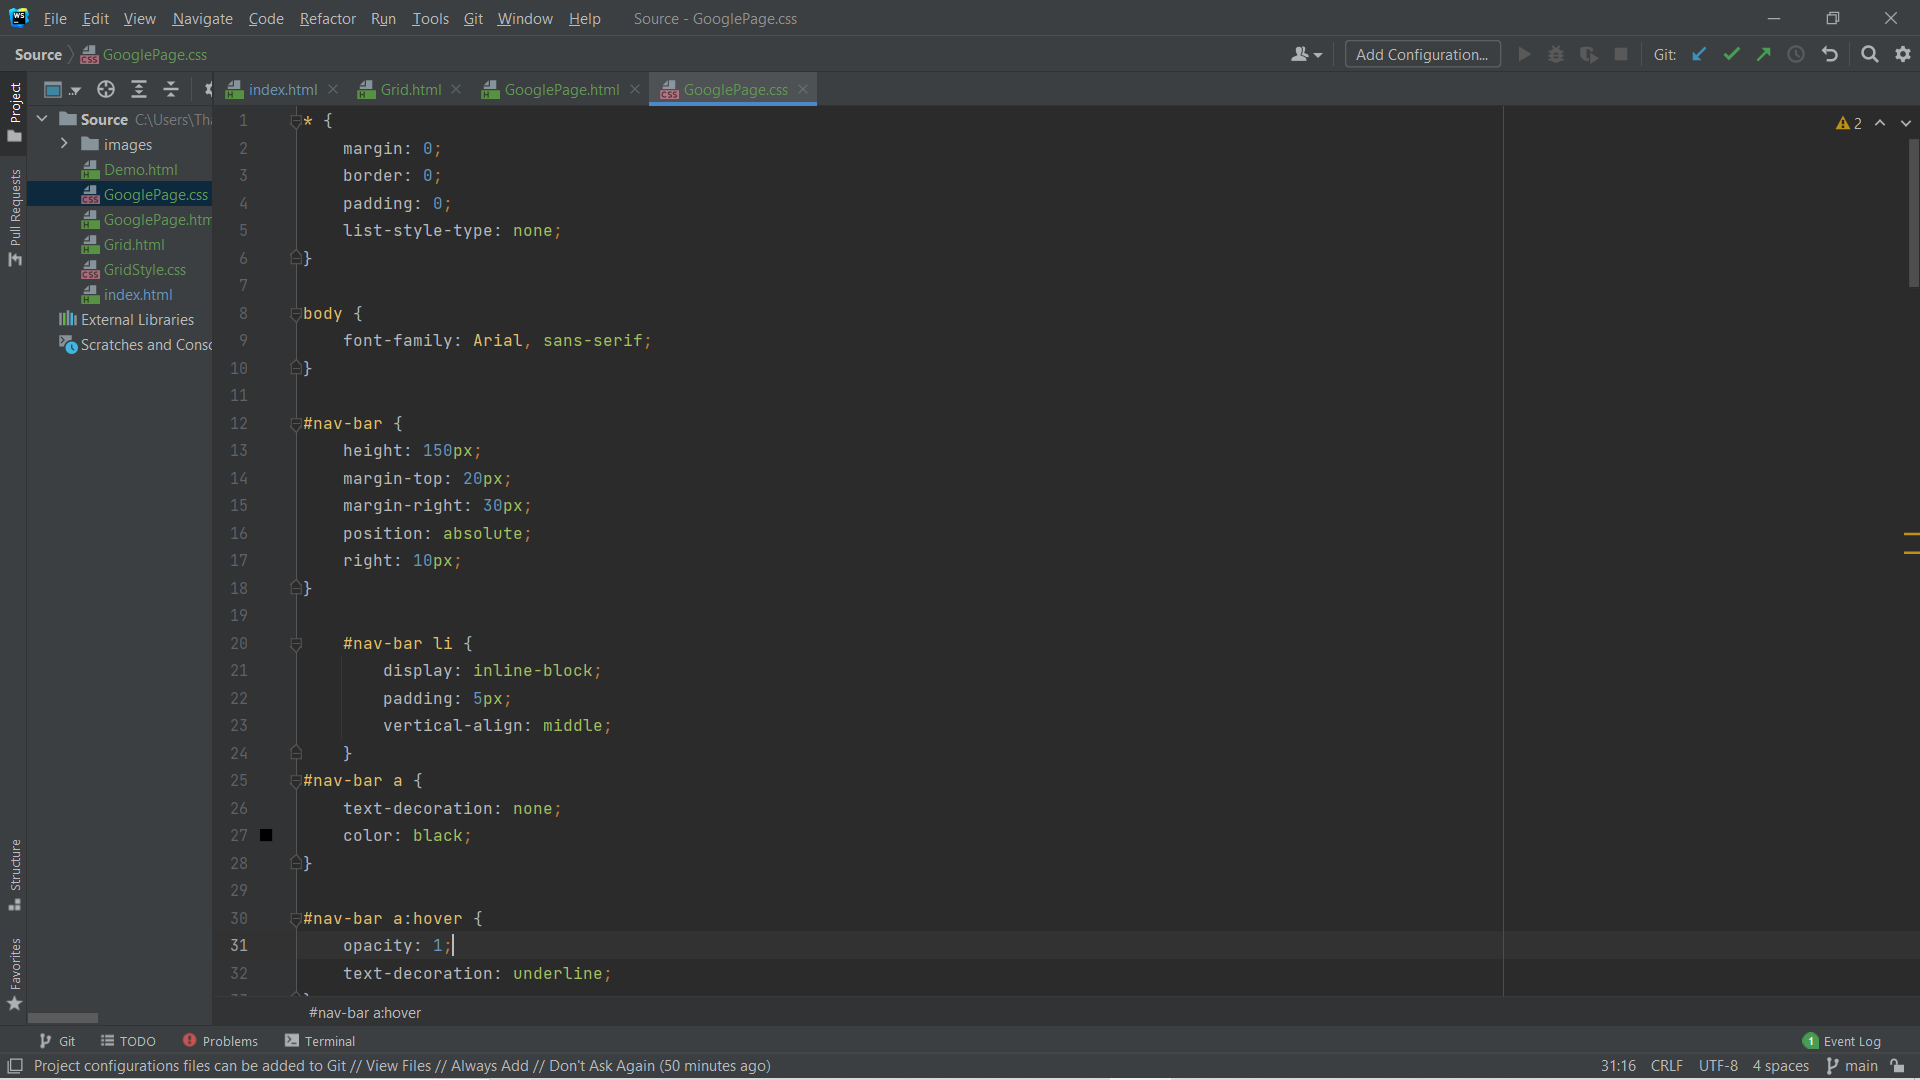 WS File Edit View Navigate Code Refactor Run Tools Git Window Help Source - GooglePage.css
Source GooglePage.css Add Configuration... Git:
index.html Grid.html GooglePage.html GooglePage.css
Project
Pull Requests
Structure
Favorites
Source C:\Users\Tha
images
Demo.html
GooglePage.css
GooglePage.htm
Grid.html
GridStyle.css
index.html
External Libraries
Scratches and Consc
2
1 * {
2     margin: 0;
3     border: 0;
4     padding: 0;
5     list-style-type: none;
6 }
7
8 body {
9     font-family: Arial, sans-serif;
10 }
11
12 #nav-bar {
13     height: 150px;
14     margin-top: 20px;
15     margin-right: 30px;
16     position: absolute;
17     right: 10px;
18 }
19
20     #nav-bar li {
21         display: inline-block;
22         padding: 5px;
23         vertical-align: middle;
24     }
25 #nav-bar a {
26     text-decoration: none;
27     color: black;
28 }
29
30 #nav-bar a:hover {
31     opacity: 1;
32     text-decoration: underline;
#nav-bar a:hover
Git TODO Problems Terminal 1 Event Log
Project configurations files can be added to Git // View Files // Always Add // Don't Ask Again (50 minutes ago) 31:16 CRLF UTF-8 4 spaces main